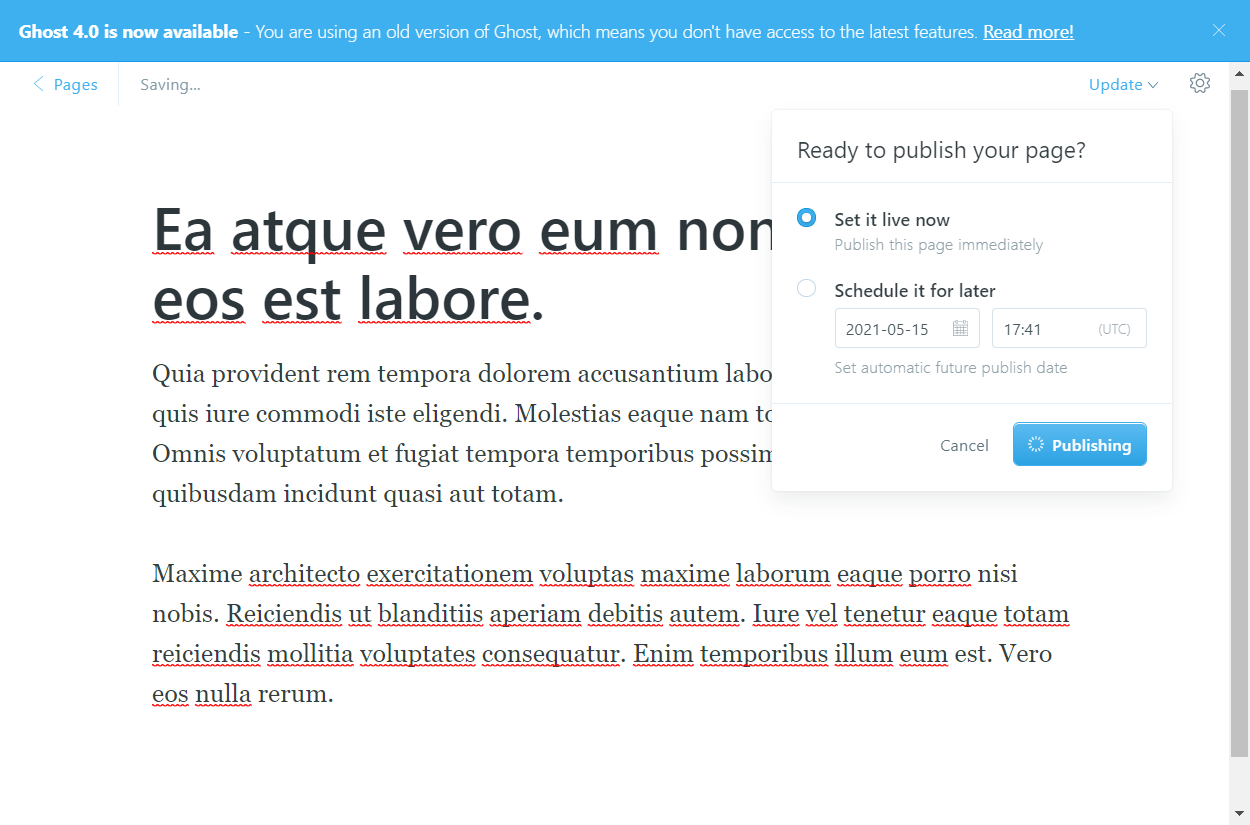 Ghost 4.0 is now available - You are using an old version of Ghost, which means you don't have access to the latest features. Read more!
Pages
Saving...
Update
Ready to publish your page?
Set it live now
Publish this page immediately
Schedule it for later
2021-05-15
17:41
(UTC)
Set automatic future publish date
Cancel
Publishing
Ea atque vero eum non
eos est labore.
Quia provident rem tempora dolorem accusantium labo
quis iure commodi iste eligendi. Molestias eaque nam to
Omnis voluptatum et fugiat tempora temporibus possim
quibusdam incidunt quasi aut totam.
Maxime architecto exercitationem voluptas maxime laborum eaque porro nisi
nobis. Reiciendis ut blanditiis aperiam debitis autem. Iure vel tenetur eaque totam
reiciendis mollitia voluptates consequatur. Enim temporibus illum eum est. Vero
eos nulla rerum.